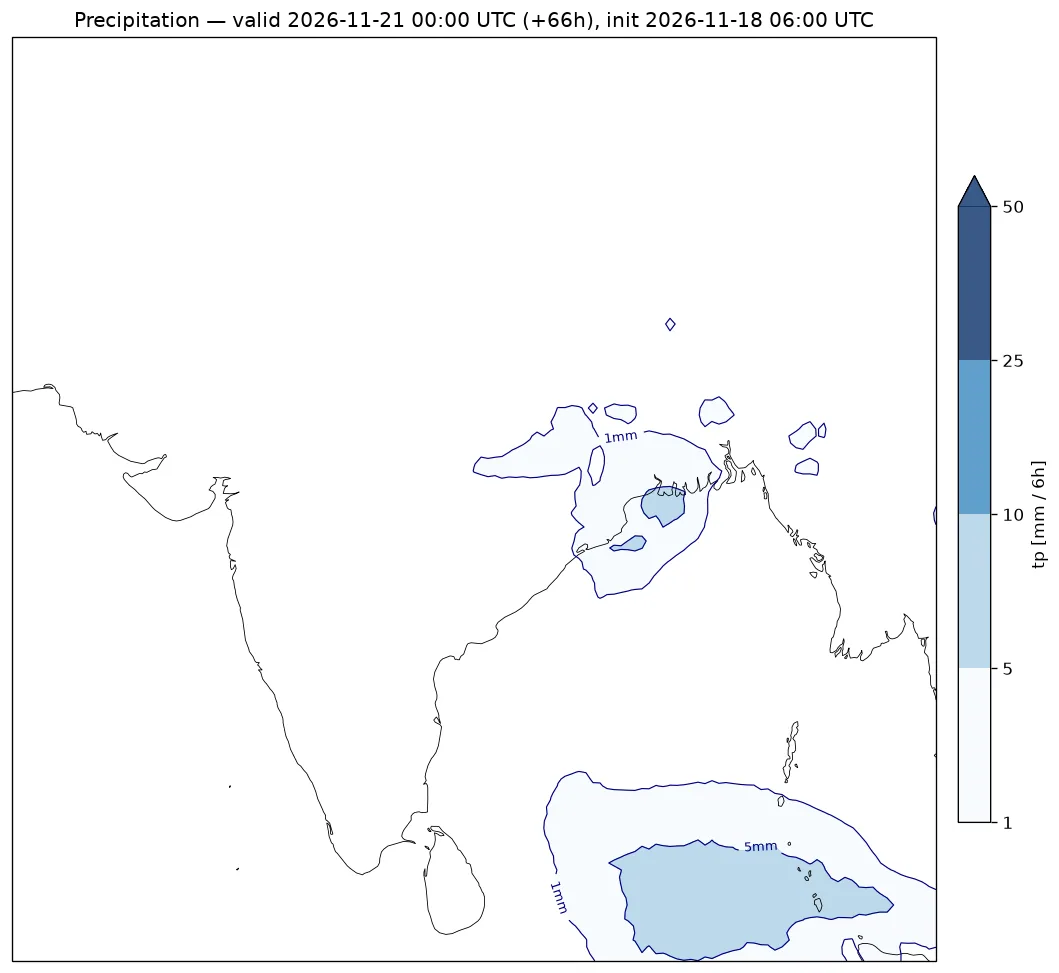 Precipitation — valid 2026-11-21 00:00 UTC (+66h), init 2026-11-18 06:00 UTC
50
25
10
5
1
tp [mm / 6h]
1mm
5mm
1mm